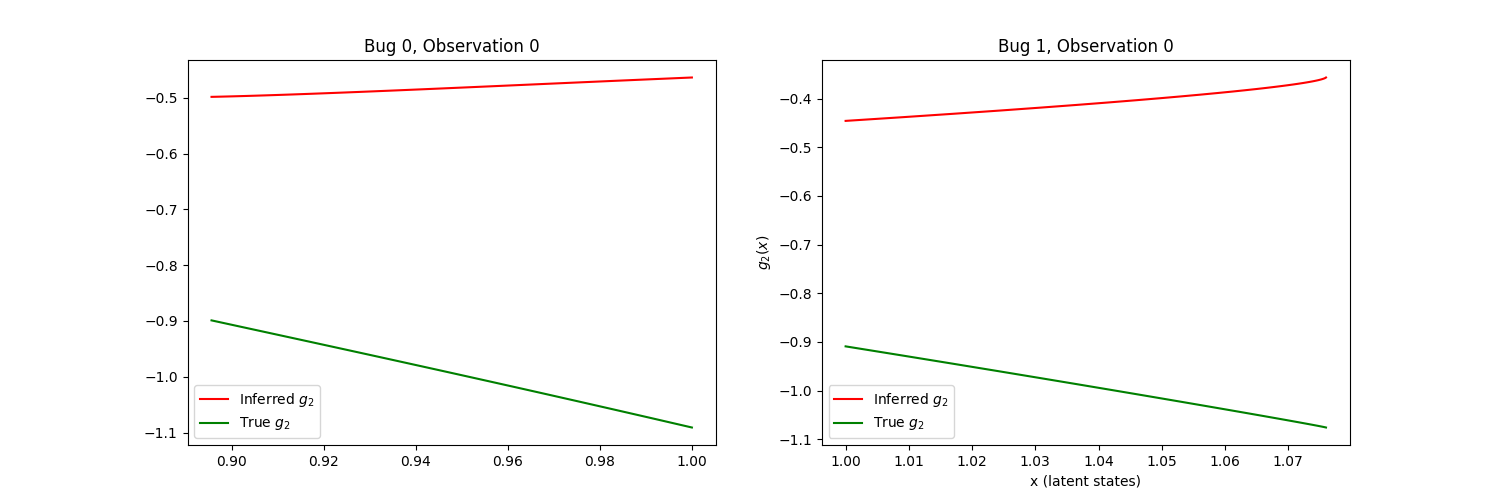 Bug 0, Observation 0
−0.5
−0.6
−0.7
−0.8
−0.9
−1.0
−1.1
Inferred g₂
True g₂
0.90 0.92 0.94 0.96 0.98 1.00
Bug 1, Observation 0
g₂(x)
−0.4
−0.5
−0.6
−0.7
−0.8
−0.9
−1.0
−1.1
Inferred g₂
True g₂
1.00 1.01 1.02 1.03 1.04 1.05 1.06 1.07
x (latent states)